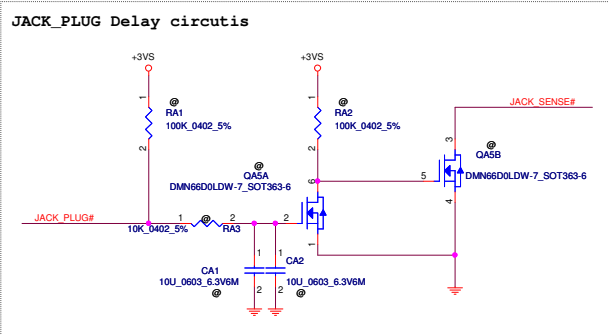 JACK_PLUG Delay circutis
+3VS
+3VS
1
@
RA1
100K_0402_5%
2
1
@
RA2
100K_0402_5%
2
JACK_SENSE#
@
QA5A
DMN66D0LDW-7_SOT363-6
6
2
1
3
@
QA5B
DMN66D0LDW-7_SOT363-6
5
4
JACK_PLUG#
1
@
2
10K_0402_5%
RA3
1
CA1
10U_0603_6.3V6M
2
@
1
CA2
10U_0603_6.3V6M
2
@